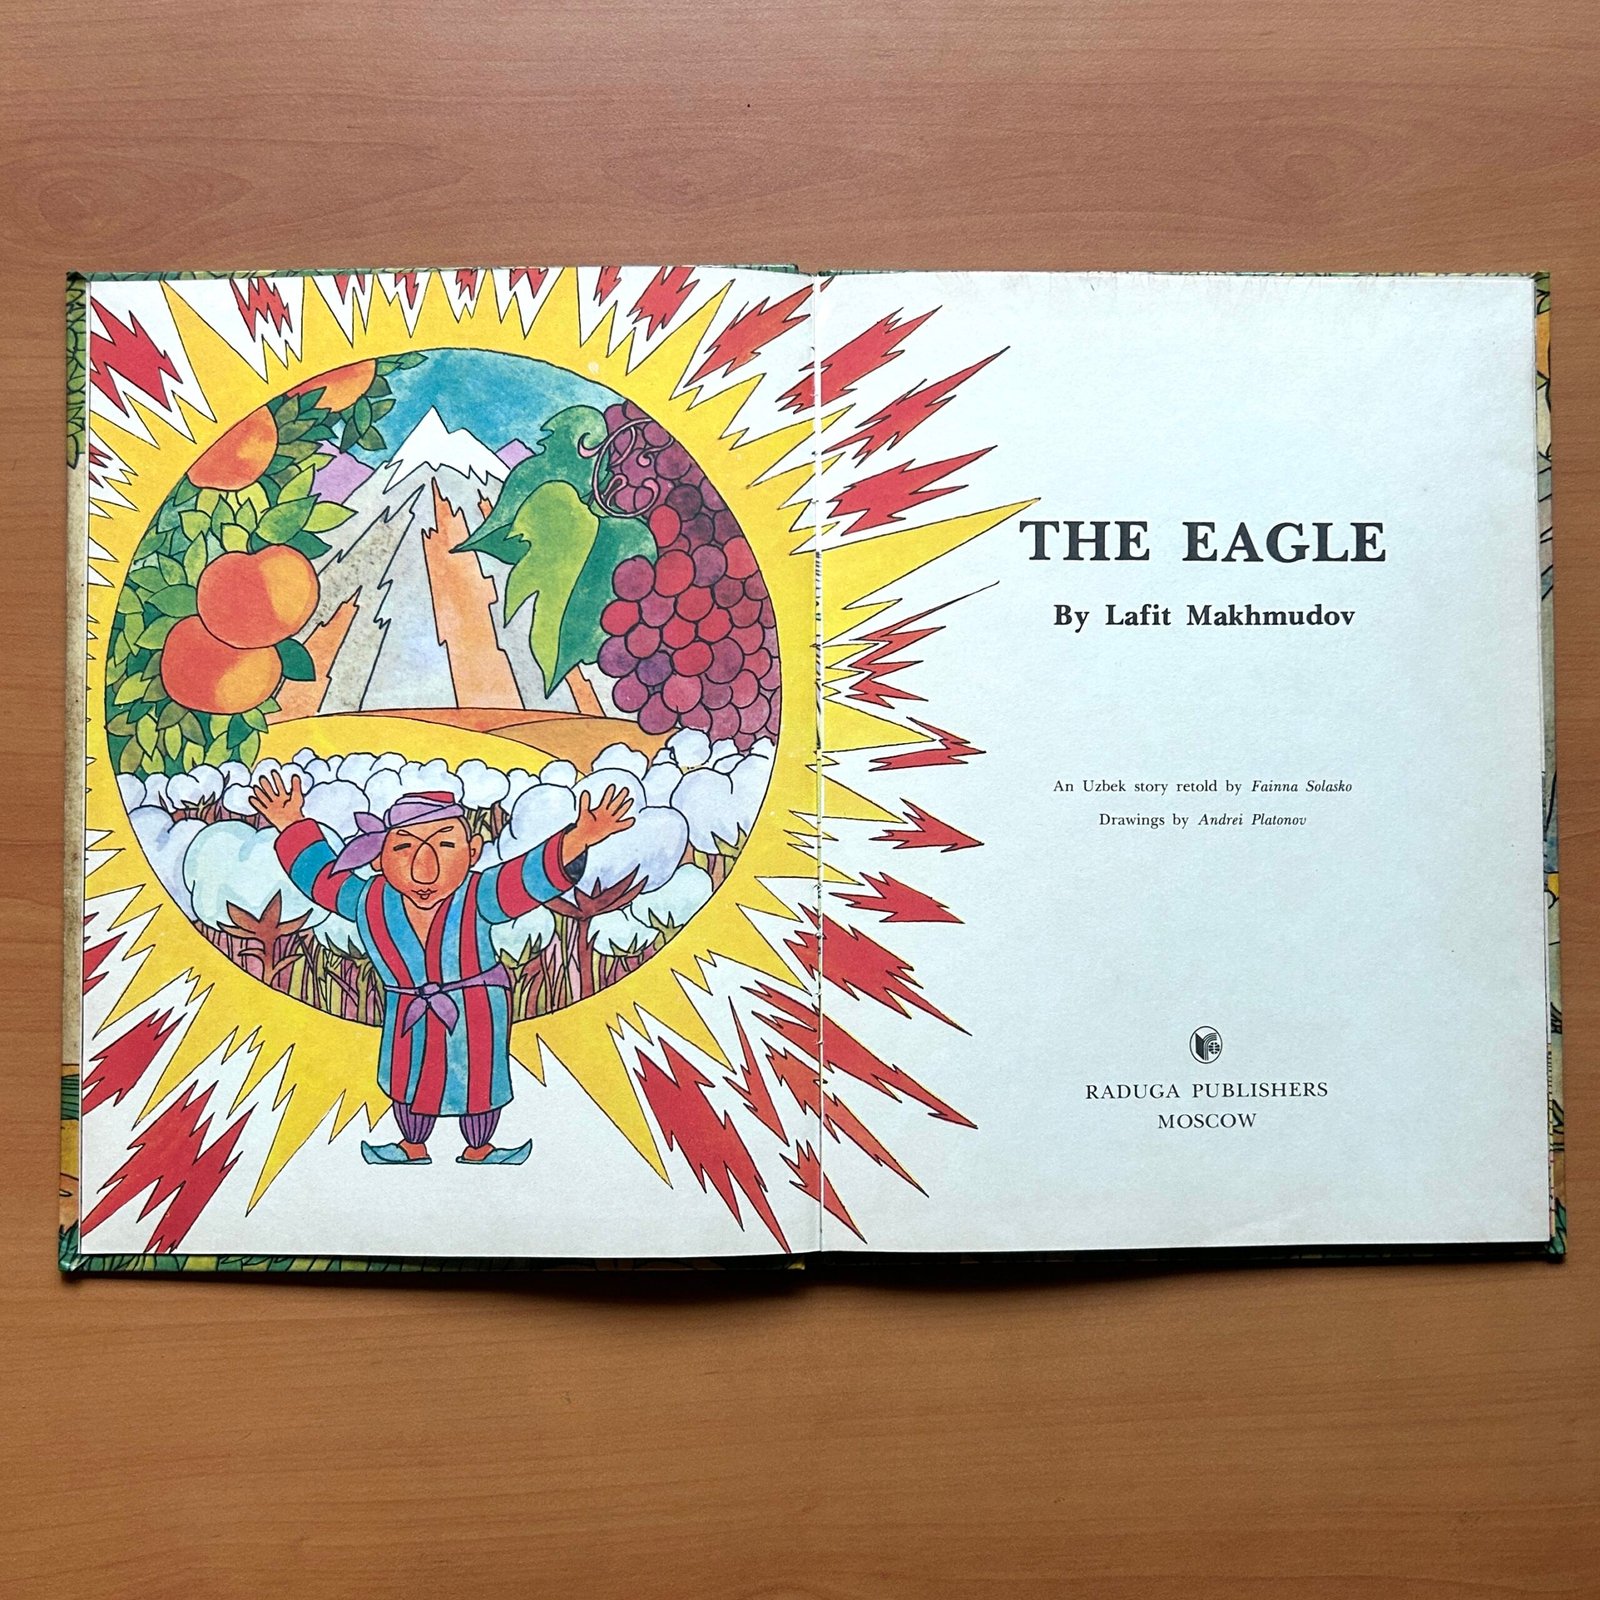 THE EAGLE
By Lafit Makhmudov
An Uzbek story retold by Fainna Solasko
Drawings by Andrei Platonov
RADUGA PUBLISHERS
MOSCOW